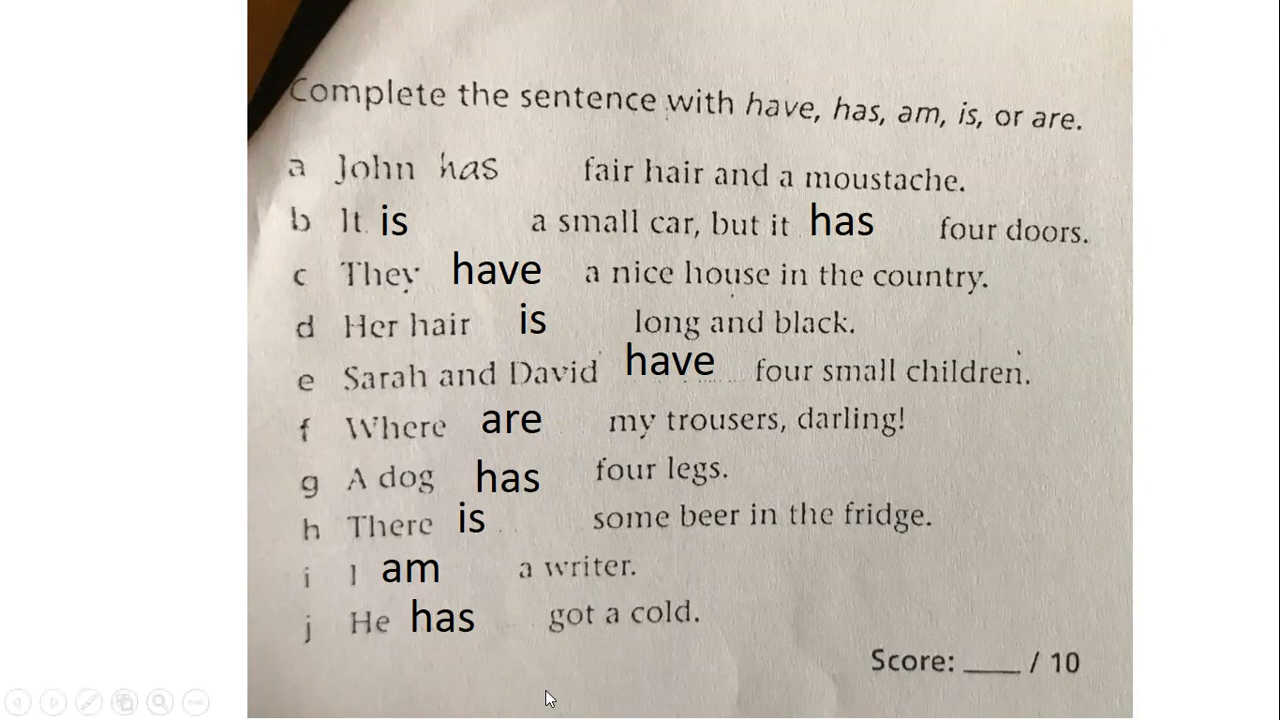 Complete the sentence with have, has, am, is, or are.
a John has fair hair and a moustache.
b It is a small car, but it has four doors.
c They have a nice house in the country.
d Her hair is long and black.
e Sarah and David have four small children.
f Where are my trousers, darling!
g A dog has four legs.
h There is some beer in the fridge.
i I am a writer.
j He has got a cold.
Score: ____ / 10